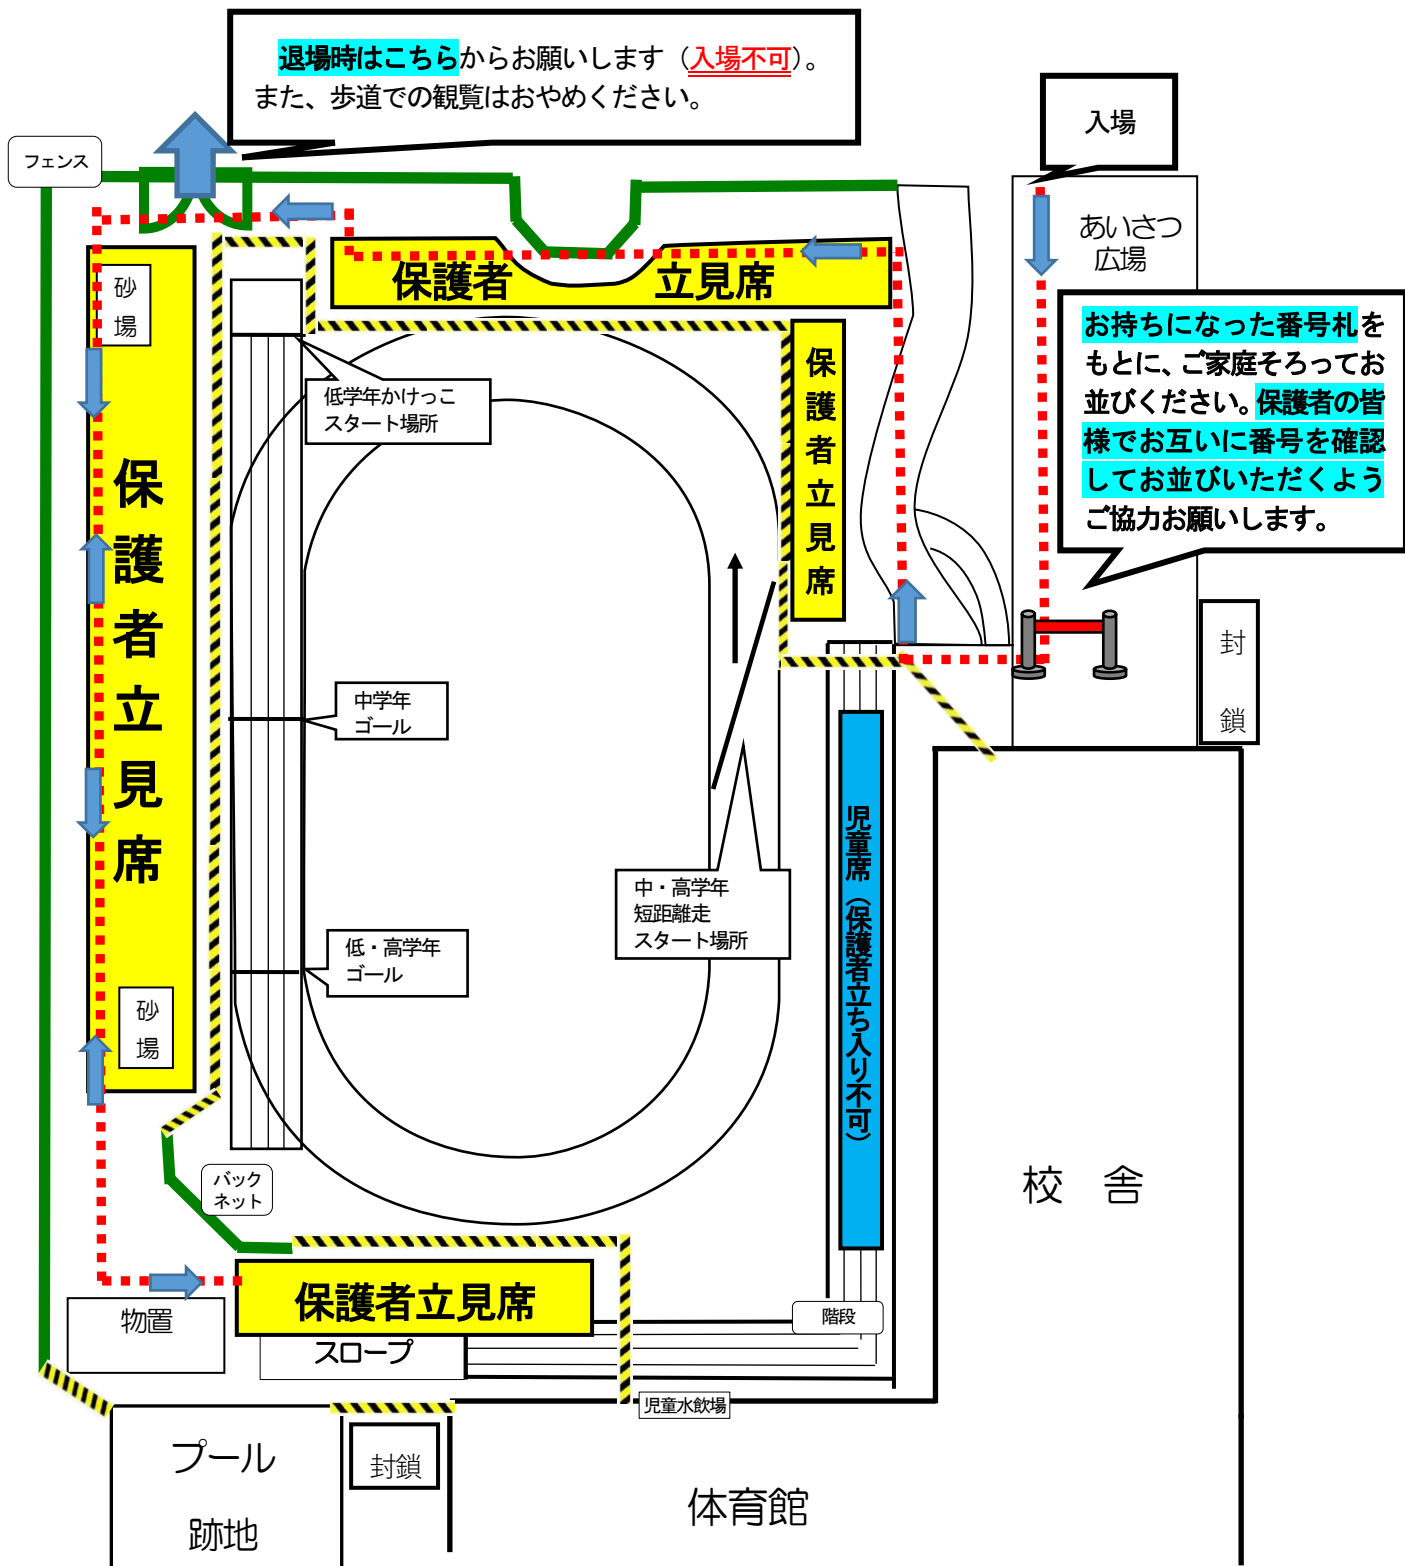 退場時はこちらからお願いします（入場不可）。
また、歩道での観覧はおやめください。
入場
フェンス
あいさつ
広場
砂
場
保護者　立見席
お持ちになった番号札を
もとに、ご家庭そろってお
並びください。保護者の皆
様でお互いに番号を確認
してお並びいただくよう
ご協力お願いします。
低学年かけっこ
スタート場所
保護者立見席
保護者立見席
封
鎖
中学年
ゴール
児童席（保護者立ち入り不可）
中・高学年
短距離走
スタート場所
低・高学年
ゴール
砂
場
バック
ネット
校　舎
保護者立見席
物置
階段
スロープ
児童水飲場
プール
跡地
封鎖
体育館